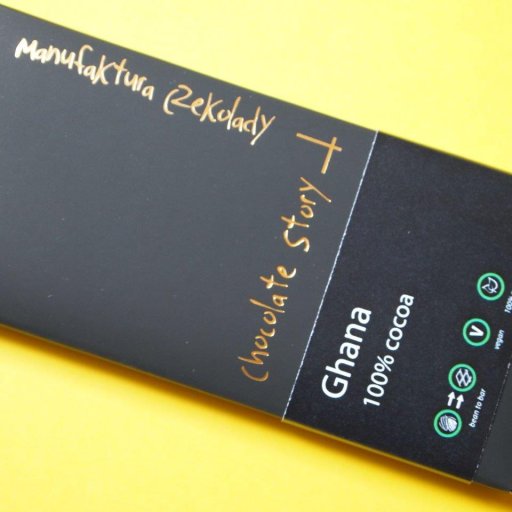 Manufaktura Czekolady
Chocolate Story
Ghana
100% cocoa
bean to bar
V
vegan